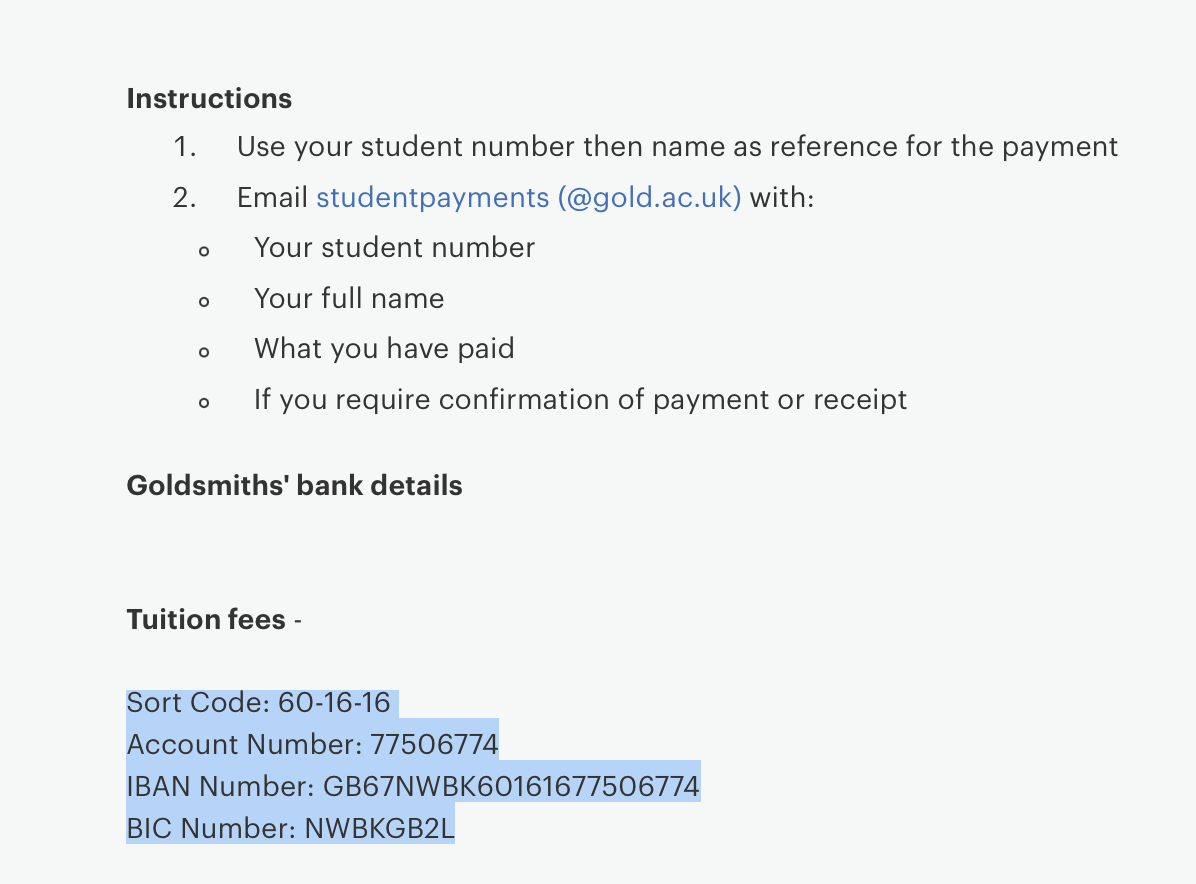 Instructions
1. Use your student number then name as reference for the payment
2. Email studentpayments (@gold.ac.uk) with:
Your student number
Your full name
What you have paid
If you require confirmation of payment or receipt
Goldsmiths' bank details
Tuition fees -
Sort Code: 60-16-16
Account Number: 77506774
IBAN Number: GB67NWBK60161677506774
BIC Number: NWBKGB2L